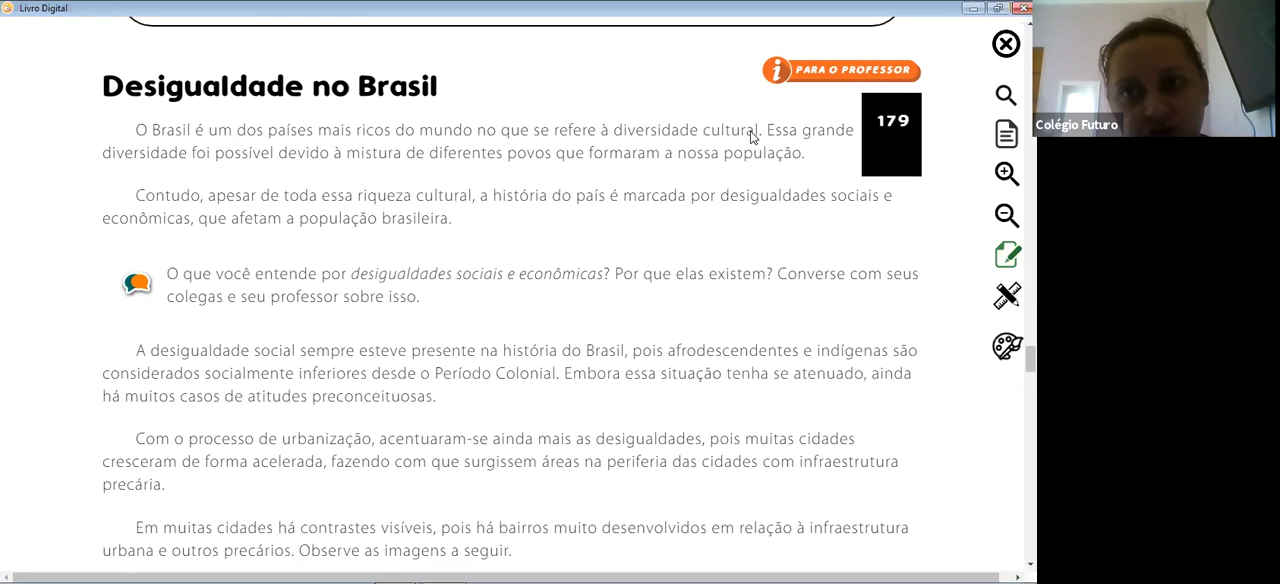 Livro Digital
Desigualdade no Brasil
PARA O PROFESSOR
179
O Brasil é um dos países mais ricos do mundo no que se refere à diversidade cultural. Essa grande
diversidade foi possível devido à mistura de diferentes povos que formaram a nossa população.
Contudo, apesar de toda essa riqueza cultural, a história do país é marcada por desigualdades sociais e
econômicas, que afetam a população brasileira.
O que você entende por desigualdades sociais e econômicas? Por que elas existem? Converse com seus
colegas e seu professor sobre isso.
A desigualdade social sempre esteve presente na história do Brasil, pois afrodescendentes e indígenas são
considerados socialmente inferiores desde o Período Colonial. Embora essa situação tenha se atenuado, ainda
há muitos casos de atitudes preconceituosas.
Com o processo de urbanização, acentuaram-se ainda mais as desigualdades, pois muitas cidades
cresceram de forma acelerada, fazendo com que surgissem áreas na periferia das cidades com infraestrutura
precária.
Em muitas cidades há contrastes visíveis, pois há bairros muito desenvolvidos em relação à infraestrutura
urbana e outros precários. Observe as imagens a seguir.
Colégio Futuro